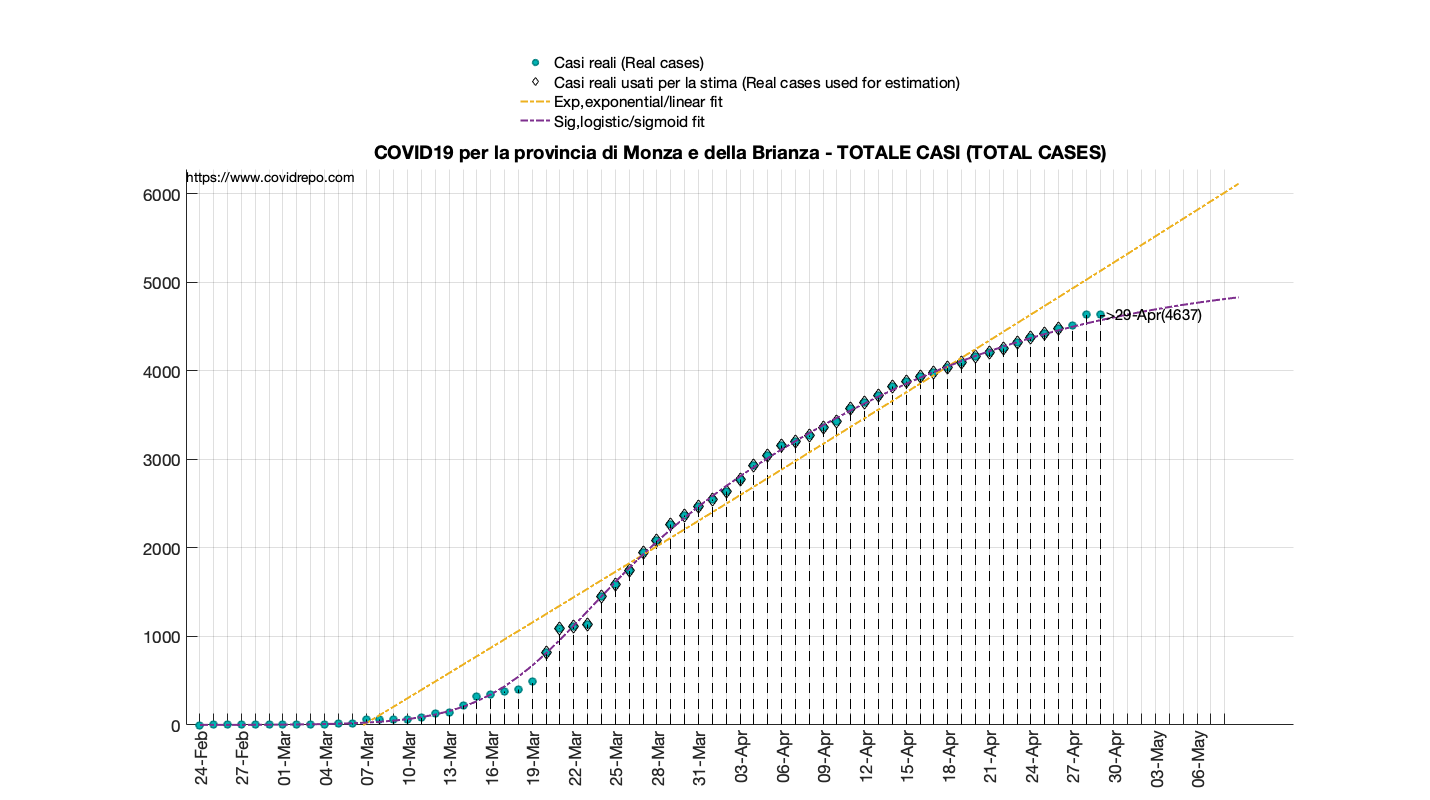 Casi reali (Real cases)
Casi reali usati per la stima (Real cases used for estimation)
Exp,exponential/linear fit
Sig,logistic/sigmoid fit
COVID19 per la provincia di Monza e della Brianza - TOTALE CASI (TOTAL CASES)
https://www.covidrepo.com
6000
5000
>29-Apr(4637)
4000
3000
2000
1000
0
24-Feb
27-Feb
01-Mar
04-Mar
07-Mar
10-Mar
13-Mar
16-Mar
19-Mar
22-Mar
25-Mar
28-Mar
31-Mar
03-Apr
06-Apr
09-Apr
12-Apr
15-Apr
18-Apr
21-Apr
24-Apr
27-Apr
30-Apr
03-May
06-May